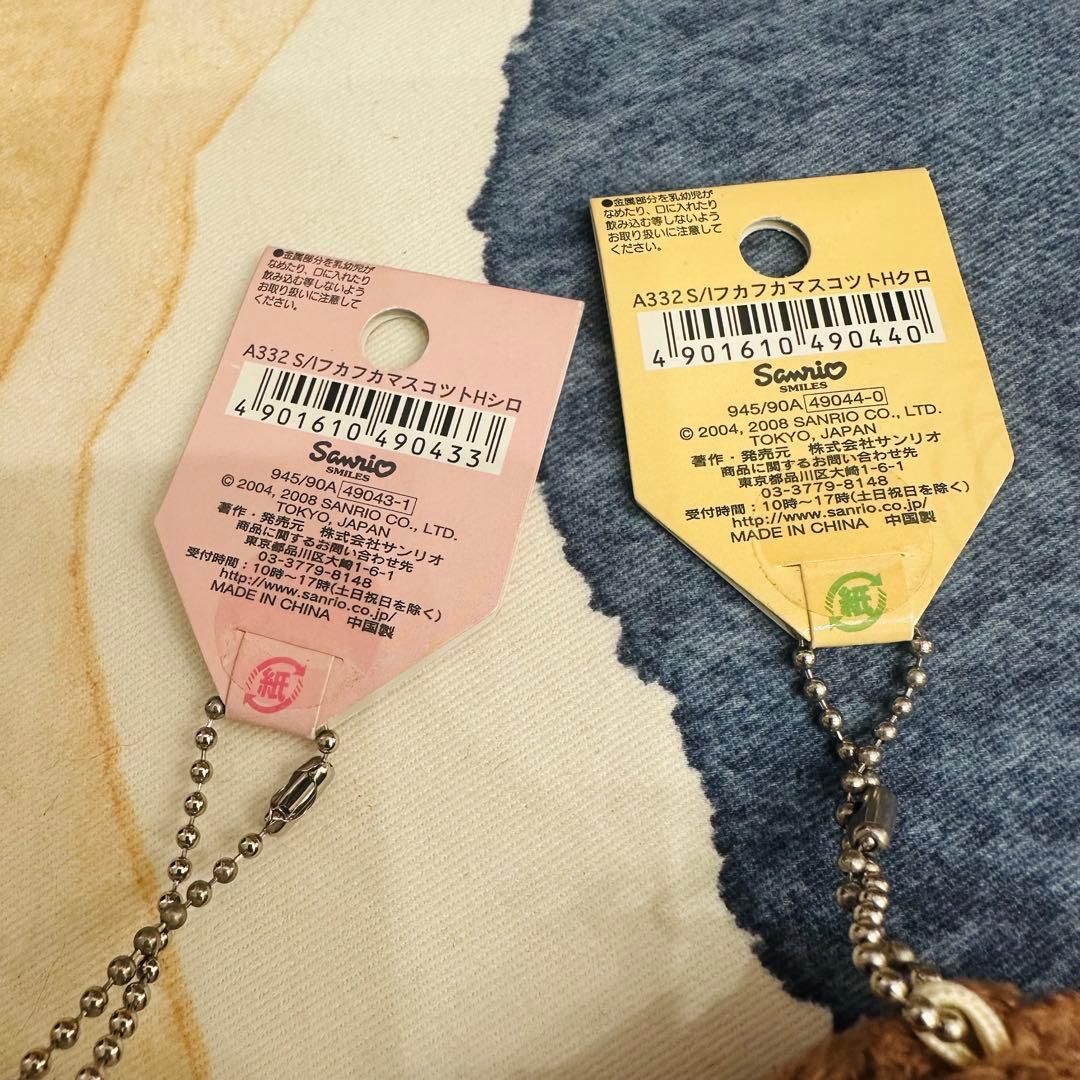 ●金属部分を乳幼児が
なめたり、口に入れたり
飲み込む等しないよう
お取り扱いに注意して
ください。
A332 S/IフカフカマスコツトHシロ
4 901610 490433
Sanrio
SMILES
945/90A 49043-1
© 2004, 2008 SANRIO CO., LTD.
TOKYO, JAPAN
著作・発売元 株式会社サンリオ
商品に関するお問い合わせ先
東京都品川区大崎1-6-1
03-3779-8148
受付時間：10時〜17時(土日祝日を除く)
http://www.sanrio.co.jp/
MADE IN CHINA 中国製
紙
●金属部分を乳幼児が
なめたり、口に入れたり
飲み込む等しないよう
お取り扱いに注意して
ください。
A332 S/IフカフカマスコツトHクロ
4 901610 490440
Sanrio
SMILES
945/90A 49044-0
© 2004, 2008 SANRIO CO., LTD.
TOKYO, JAPAN
著作・発売元 株式会社サンリオ
商品に関するお問い合わせ先
東京都品川区大崎1-6-1
03-3779-8148
受付時間：10時〜17時(土日祝日を除く)
http://www.sanrio.co.jp/
MADE IN CHINA 中国製
紙